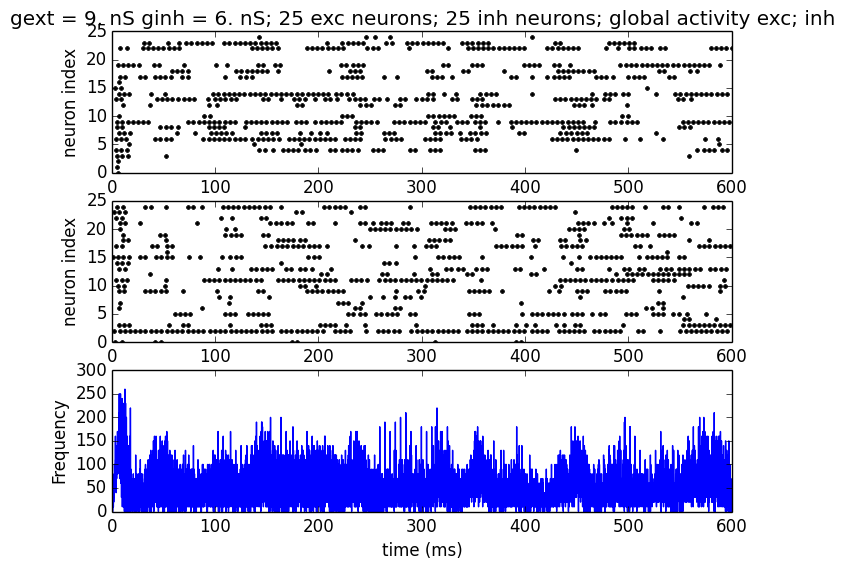 gext = 9. nS ginh = 6. nS; 25 exc neurons; 25 inh neurons; global activity exc; inh
25
20
15
10
5
0
neuron index
0 100 200 300 400 500 600
25
20
15
10
5
0
neuron index
0 100 200 300 400 500 600
300
250
200
150
100
50
0
Frequency
0 100 200 300 400 500 600
time (ms)